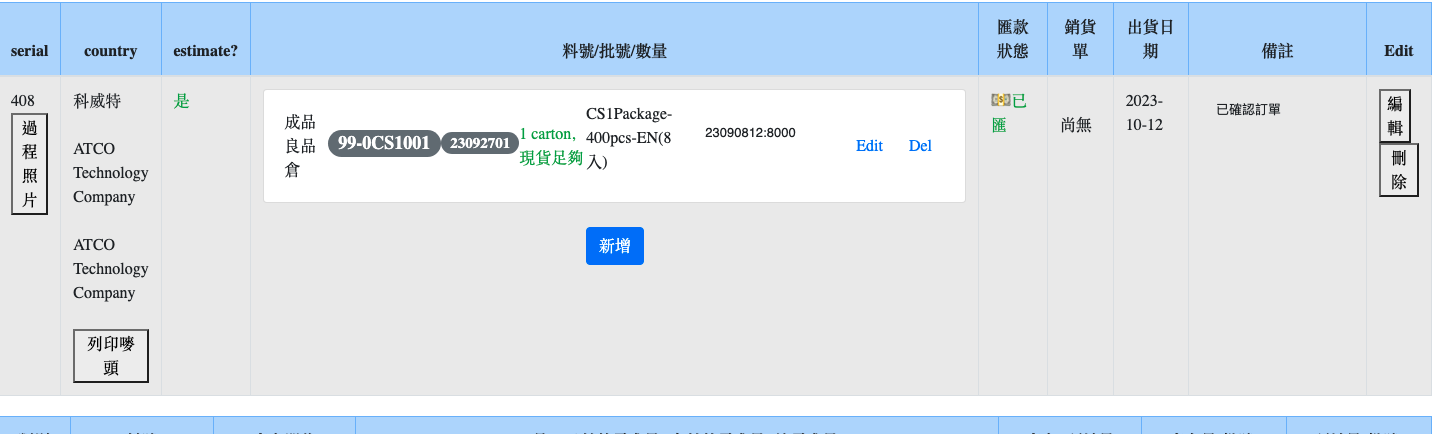 serial
country
estimate?
料號/批號/數量
匯款
狀態
銷貨
單
出貨日
期
備註
Edit
408
過
程
照
片
科威特
ATCO
Technology
Company
ATCO
Technology
Company
列印嘜
頭
是
成品
良品
倉
99-0CS1001
23092701
1 carton,
現貨足夠
CS1Package-
400pcs-EN(8
入)
23090812:8000
Edit
Del
新增
💵已
匯
尚無
2023-
10-12
已確認訂單
編
輯
刪
除